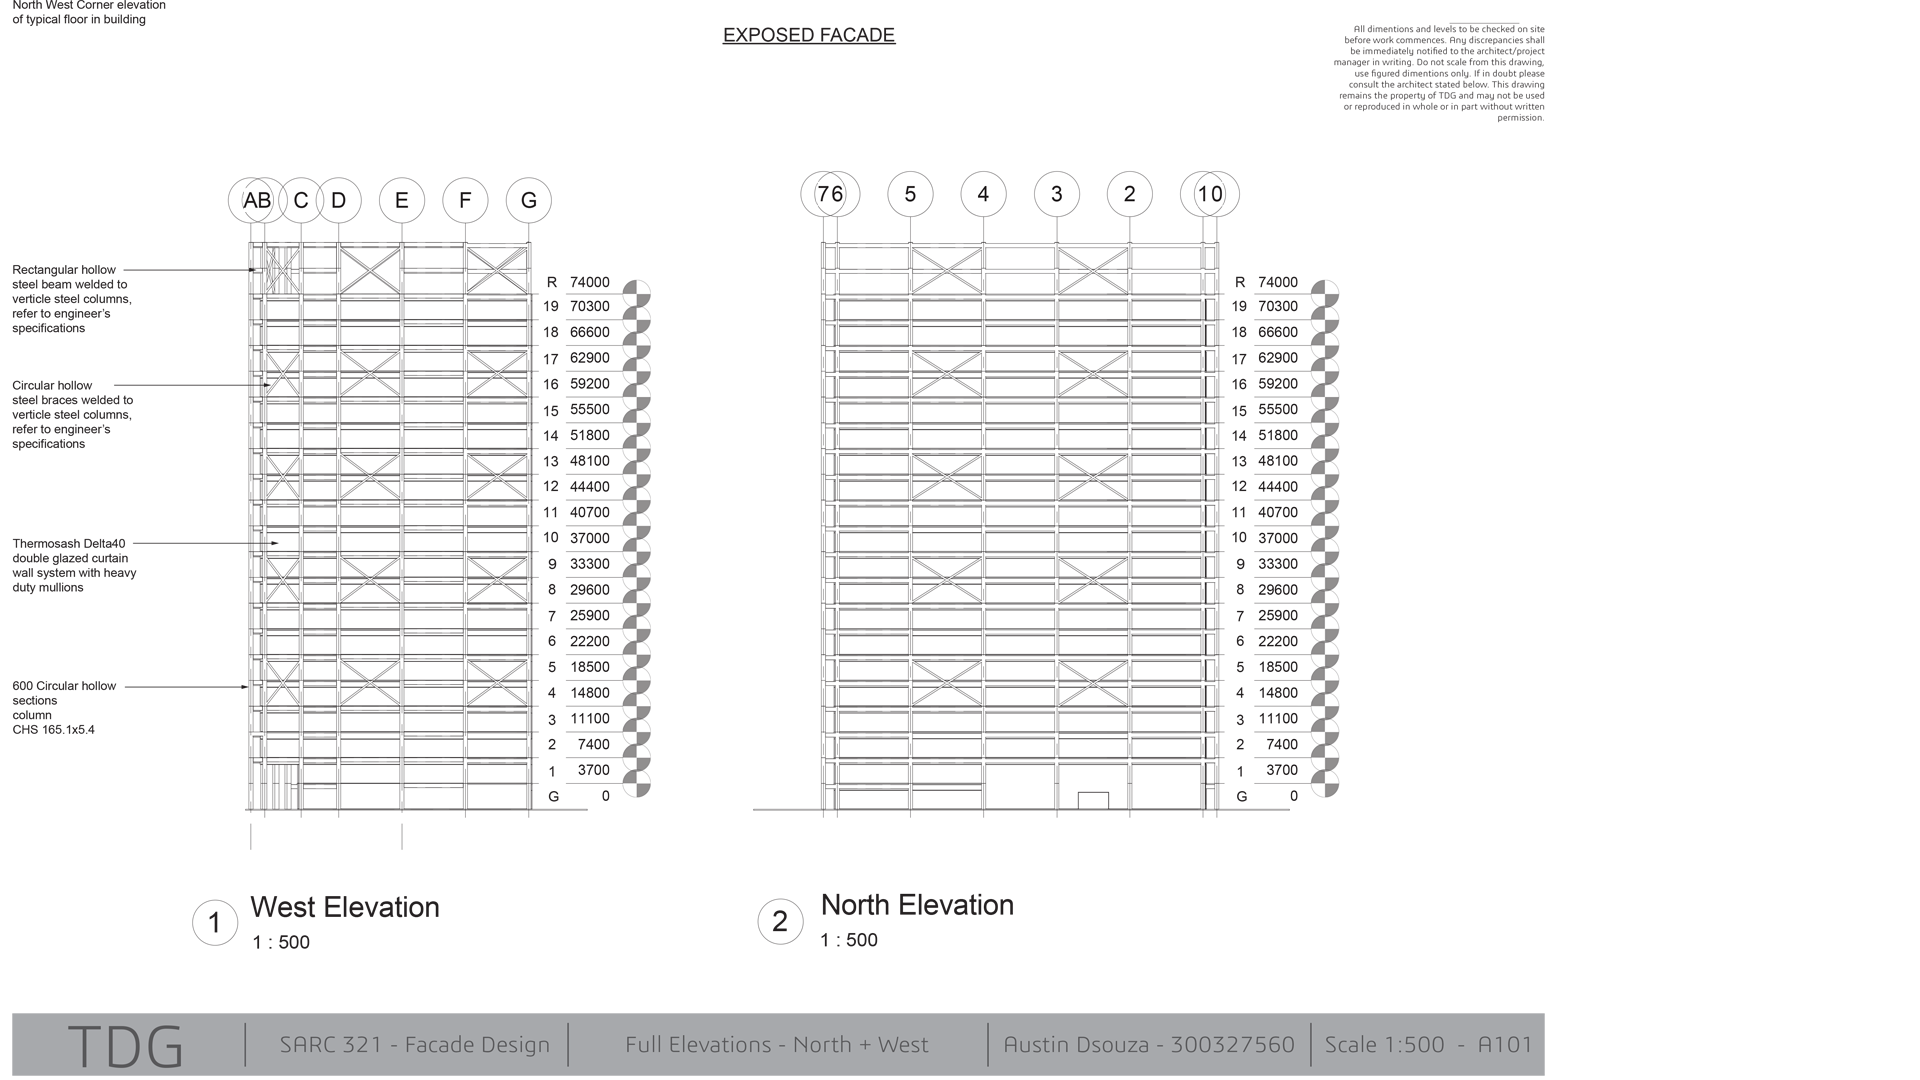 North West Corner elevation
of typical floor in building
EXPOSED FACADE
All dimentions and levels to be checked on site
before work commences. Any discrepancies shall
be immediately notified to the architect/project
manager in writing. Do not scale from this drawing,
use figured dimentions only. If in doubt please
consult the architect stated below. This drawing
remains the property of TDG and may not be used
or reproduced in whole or in part without written
permission.
A B C D E F G
7 6 5 4 3 2 1 0
Rectangular hollow
steel beam welded to
verticle steel columns,
refer to engineer's
specifications
Circular hollow
steel braces welded to
verticle steel columns,
refer to engineer's
specifications
Thermosash Delta40
double glazed curtain
wall system with heavy
duty mullions
600 Circular hollow
sections
column
CHS 165.1x5.4
R 74000
19 70300
18 66600
17 62900
16 59200
15 55500
14 51800
13 48100
12 44400
11 40700
10 37000
9 33300
8 29600
7 25900
6 22200
5 18500
4 14800
3 11100
2 7400
1 3700
G 0
R 74000
19 70300
18 66600
17 62900
16 59200
15 55500
14 51800
13 48100
12 44400
11 40700
10 37000
9 33300
8 29600
7 25900
6 22200
5 18500
4 14800
3 11100
2 7400
1 3700
G 0
1 West Elevation
1 : 500
2 North Elevation
1 : 500
TDG
SARC 321 - Facade Design
Full Elevations - North + West
Austin Dsouza - 300327560
Scale 1:500 - A101